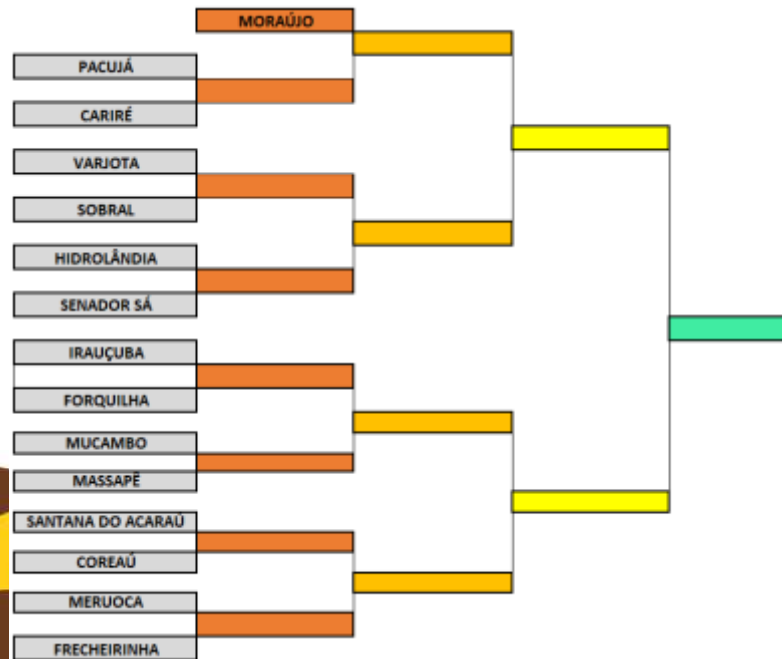 MORAÚJO
PACUJÁ
CARIRÉ
VARJOTA
SOBRAL
HIDROLÂNDIA
SENADOR SÁ
IRAUÇUBA
FORQUILHA
MUCAMBO
MASSAPÊ
SANTANA DO ACARAÚ
COREAÚ
MERUOCA
FRECHEIRINHA